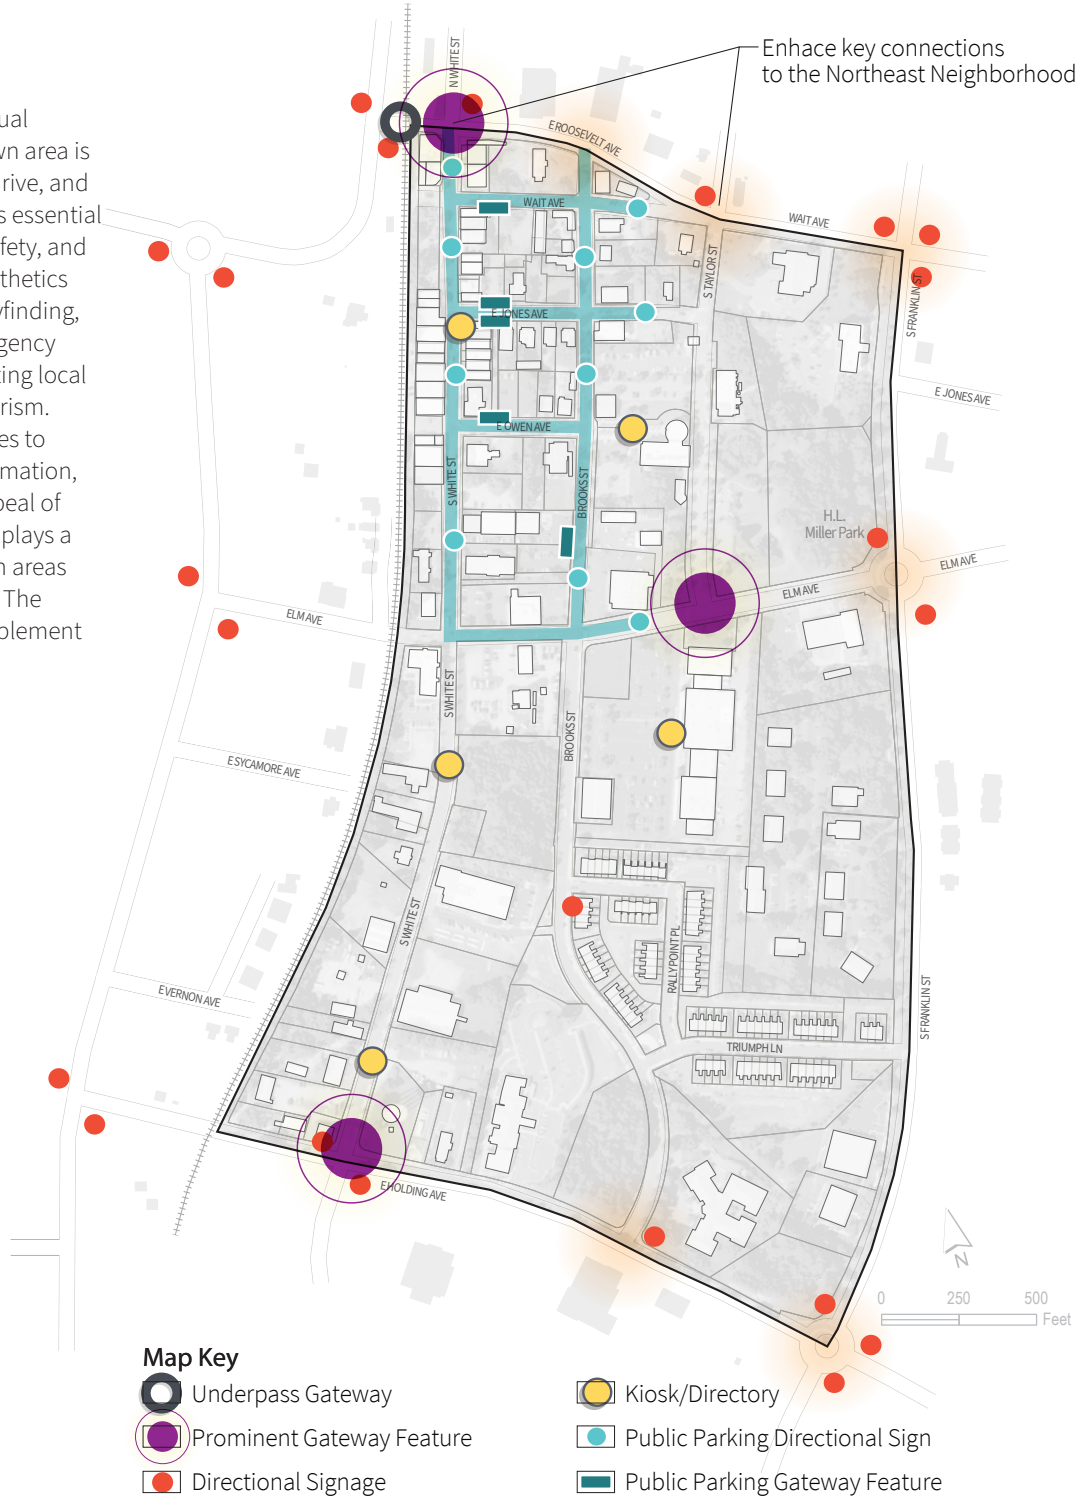 Enhace key connections
to the Northeast Neighborhood
ual
wn area is
rive, and
s essential
fety, and
thetics
yfinding,
gency
ting local
rism.
es to
mation,
peal of
plays a
n areas
The
plement
N WHITE ST
E ROOSEVELT AVE
WAIT AVE
WAIT AVE
S TAYLOR ST
S FRANKLIN ST
E JONES AVE
E JONES AVE
E OWEN AVE
S WHITE ST
BROOKS ST
H.L.
Miller Park
ELM AVE
ELM AVE
ELM AVE
S WHITE ST
BROOKS ST
E SYCAMORE AVE
S WHITE ST
RALLYPOINT PL
S FRANKLIN ST
E VERNON AVE
TRIUMPH LN
E HOLDING AVE
N
0 250 500
Feet
Map Key
Underpass Gateway
Prominent Gateway Feature
Directional Signage
Kiosk/Directory
Public Parking Directional Sign
Public Parking Gateway Feature